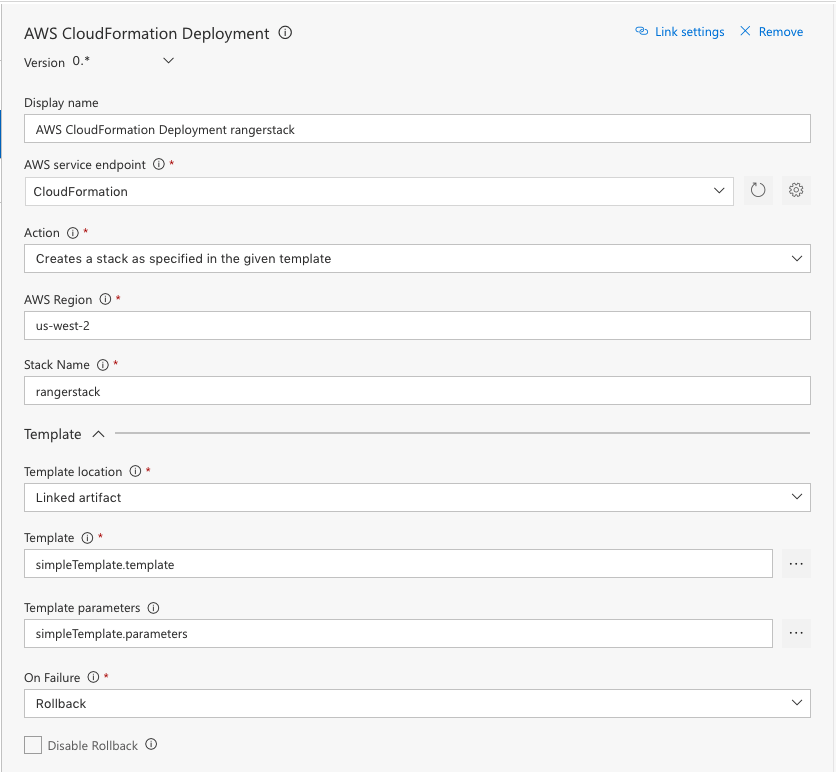 AWS CloudFormation Deployment
Link settings
Remove
Version 0.*
Display name
AWS CloudFormation Deployment rangerstack
AWS service endpoint *
CloudFormation
Action *
Creates a stack as specified in the given template
AWS Region *
us-west-2
Stack Name *
rangerstack
Template
Template location *
Linked artifact
Template *
simpleTemplate.template
...
Template parameters
simpleTemplate.parameters
...
On Failure *
Rollback
Disable Rollback